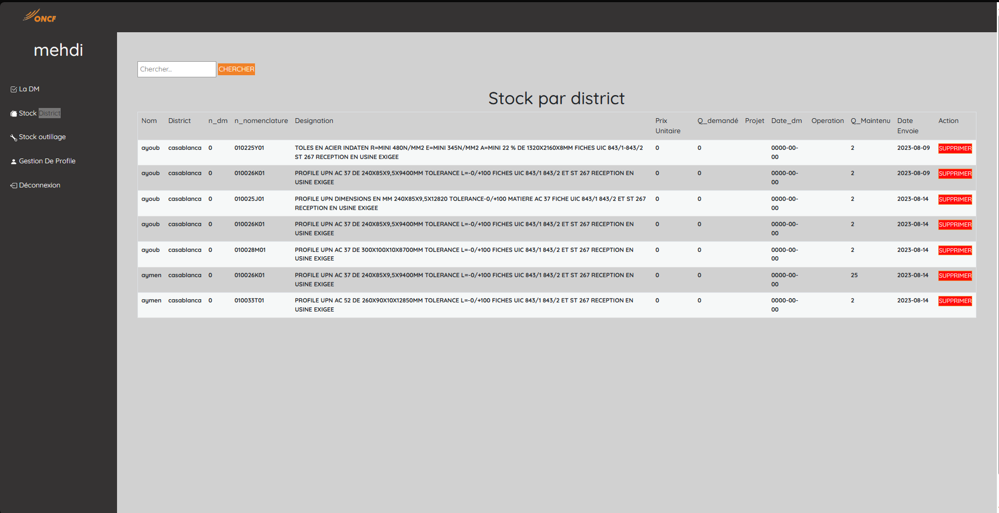 ONCF
mehdi
La DM
Stock District
Stock outillage
Gestion De Profile
Déconnexion
Chercher... CHERCHER
Stock par district
Nom District n_dm n_nomenclature Designation Prix Unitaire Q_demandé Projet Date_dm Operation Q_Maintenu Date Envoie Action
ayoub casablanca 0 010225Y01 TOLES EN ACIER INDATEN R=MINI 480N/MM2 E=MINI 345N/MM2 A=MINI 22 % DE 1320X2160X8MM FICHES UIC 843/1-843/2 ST 267 RECEPTION EN USINE EXIGEE 0 0 0000-00-00 2 2023-08-09 SUPPRIMER
ayoub casablanca 0 010026K01 PROFILE UPN AC 37 DE 240X85X9,5X9400MM TOLERANCE L=-0/+100 FICHES UIC 843/1 843/2 ET ST 267 RECEPTION EN USINE EXIGEE 0 0 0000-00-00 2 2023-08-09 SUPPRIMER
ayoub casablanca 0 010025J01 PROFILE UPN DIMENSIONS EN MM 240X85X9,5X12820 TOLERANCE-0/+100 MATIERE AC 37 FICHE UIC 843/1 843/2 ET ST 267 RECEPTION EN USINE EXIGEE 0 0 0000-00-00 2 2023-08-14 SUPPRIMER
ayoub casablanca 0 010026K01 PROFILE UPN AC 37 DE 240X85X9,5X9400MM TOLERANCE L=-0/+100 FICHES UIC 843/1 843/2 ET ST 267 RECEPTION EN USINE EXIGEE 0 0 0000-00-00 2 2023-08-14 SUPPRIMER
ayoub casablanca 0 010028M01 PROFILE UPN AC 37 DE 300X100X10X8700MM TOLERANCE L=-0/+100 FICHES UIC 843/1 843/2 ET ST 267 RECEPTION EN USINE EXIGEE 0 0 0000-00-00 2 2023-08-14 SUPPRIMER
aymen casablanca 0 010026K01 PROFILE UPN AC 37 DE 240X85X9,5X9400MM TOLERANCE L=-0/+100 FICHES UIC 843/1 843/2 ET ST 267 RECEPTION EN USINE EXIGEE 0 0 0000-00-00 25 2023-08-14 SUPPRIMER
aymen casablanca 0 010033T01 PROFILE UPN AC 52 DE 260X90X10X12850MM TOLERANCE L=-0/+100 FICHES UIC 843/1 843/2 ET ST 267 RECEPTION EN USINE EXIGEE 0 0 0000-00-00 2 2023-08-14 SUPPRIMER